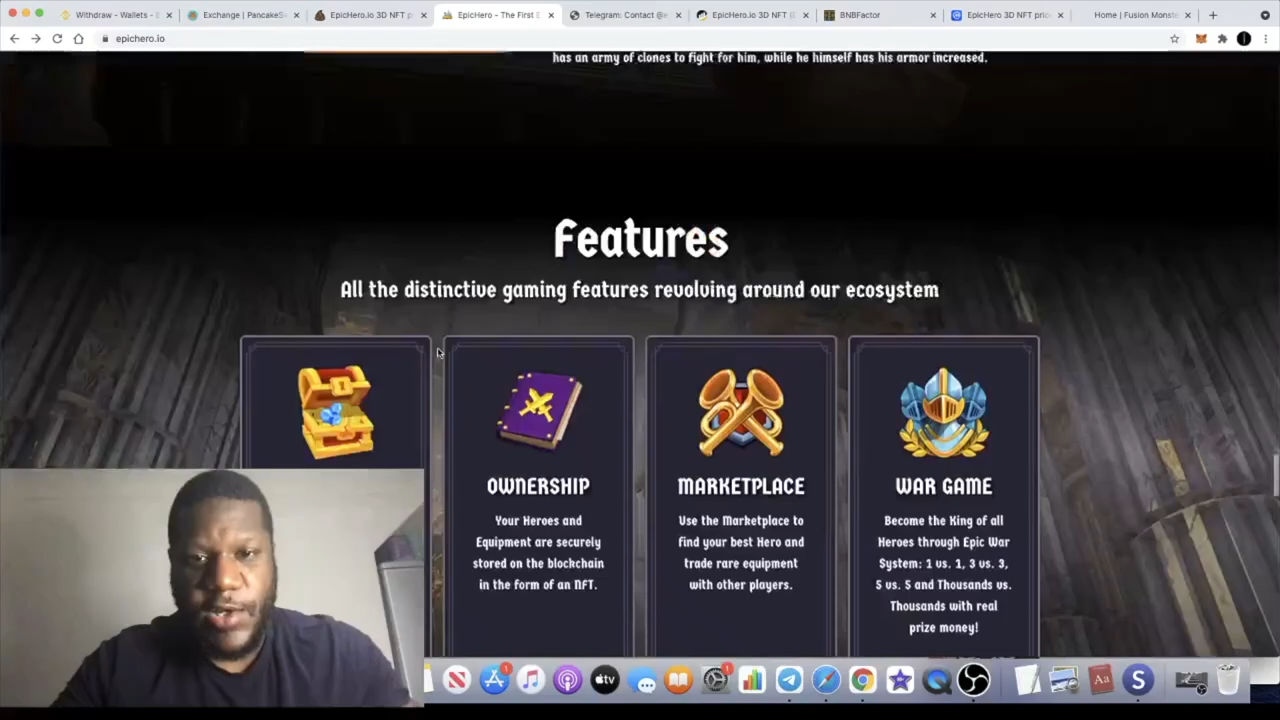 Withdraw - Wallets - E
Exchange | PancakeS
EpicHero.io 3D NFT p
EpicHero - The First E
Telegram: Contact @e
EpicHero.io 3D NFT (E
BNBFactor
EpicHero 3D NFT price
Home | Fusion Monste
epichero.io
has an army of clones to fight for him, while he himself has his armor increased.
Features
All the distinctive gaming features revolving around our ecosystem
OWNERSHIP
Your Heroes and
Equipment are securely
stored on the blockchain
in the form of an NFT.
MARKETPLACE
Use the Marketplace to
find your best Hero and
trade rare equipment
with other players.
WAR GAME
Become the King of all
Heroes through Epic War
System: 1 vs. 1, 3 vs. 3,
5 vs. 5 and Thousands vs.
Thousands with real
prize money!
1
1
tv
Aa
S